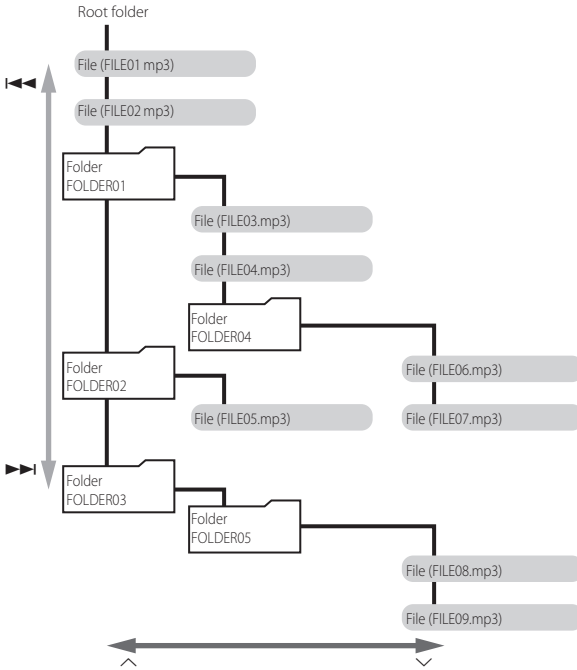 Root folder
File (FILE01 mp3)
File (FILE02 mp3)
Folder
FOLDER01
File (FILE03.mp3)
File (FILE04.mp3)
Folder
FOLDER04
Folder
FOLDER02
File (FILE06.mp3)
File (FILE05.mp3)
File (FILE07.mp3)
Folder
FOLDER03
Folder
FOLDER05
File (FILE08.mp3)
File (FILE09.mp3)